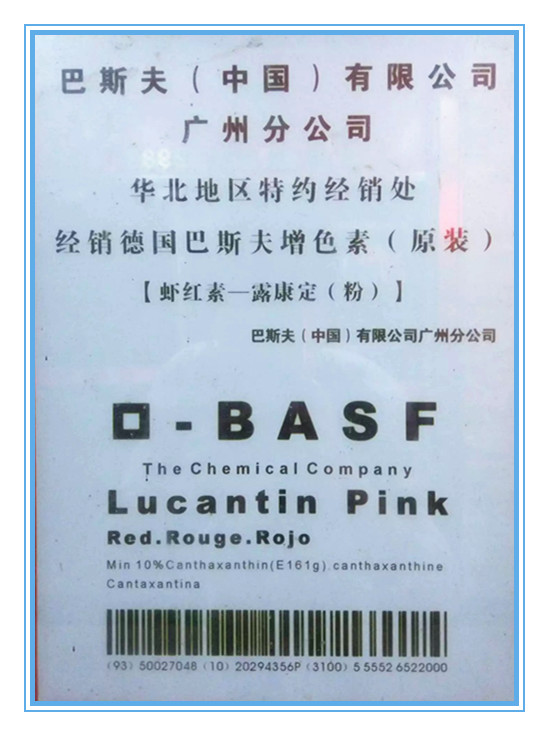 巴斯夫（中国）有限公司
广州分公司
华北地区特约经销处
经销德国巴斯夫增色素（原装）
【虾红素—露康定（粉）】
巴斯夫（中国）有限公司广州分公司
-BASF
The Chemical Company
Lucantin Pink
Red.Rouge.Rojo
Min 10%Canthaxanthin(E161g).canthaxanthine
Cantaxantina
(93) 50027048 (10) 20294356P (3100) 5 5552 6522000